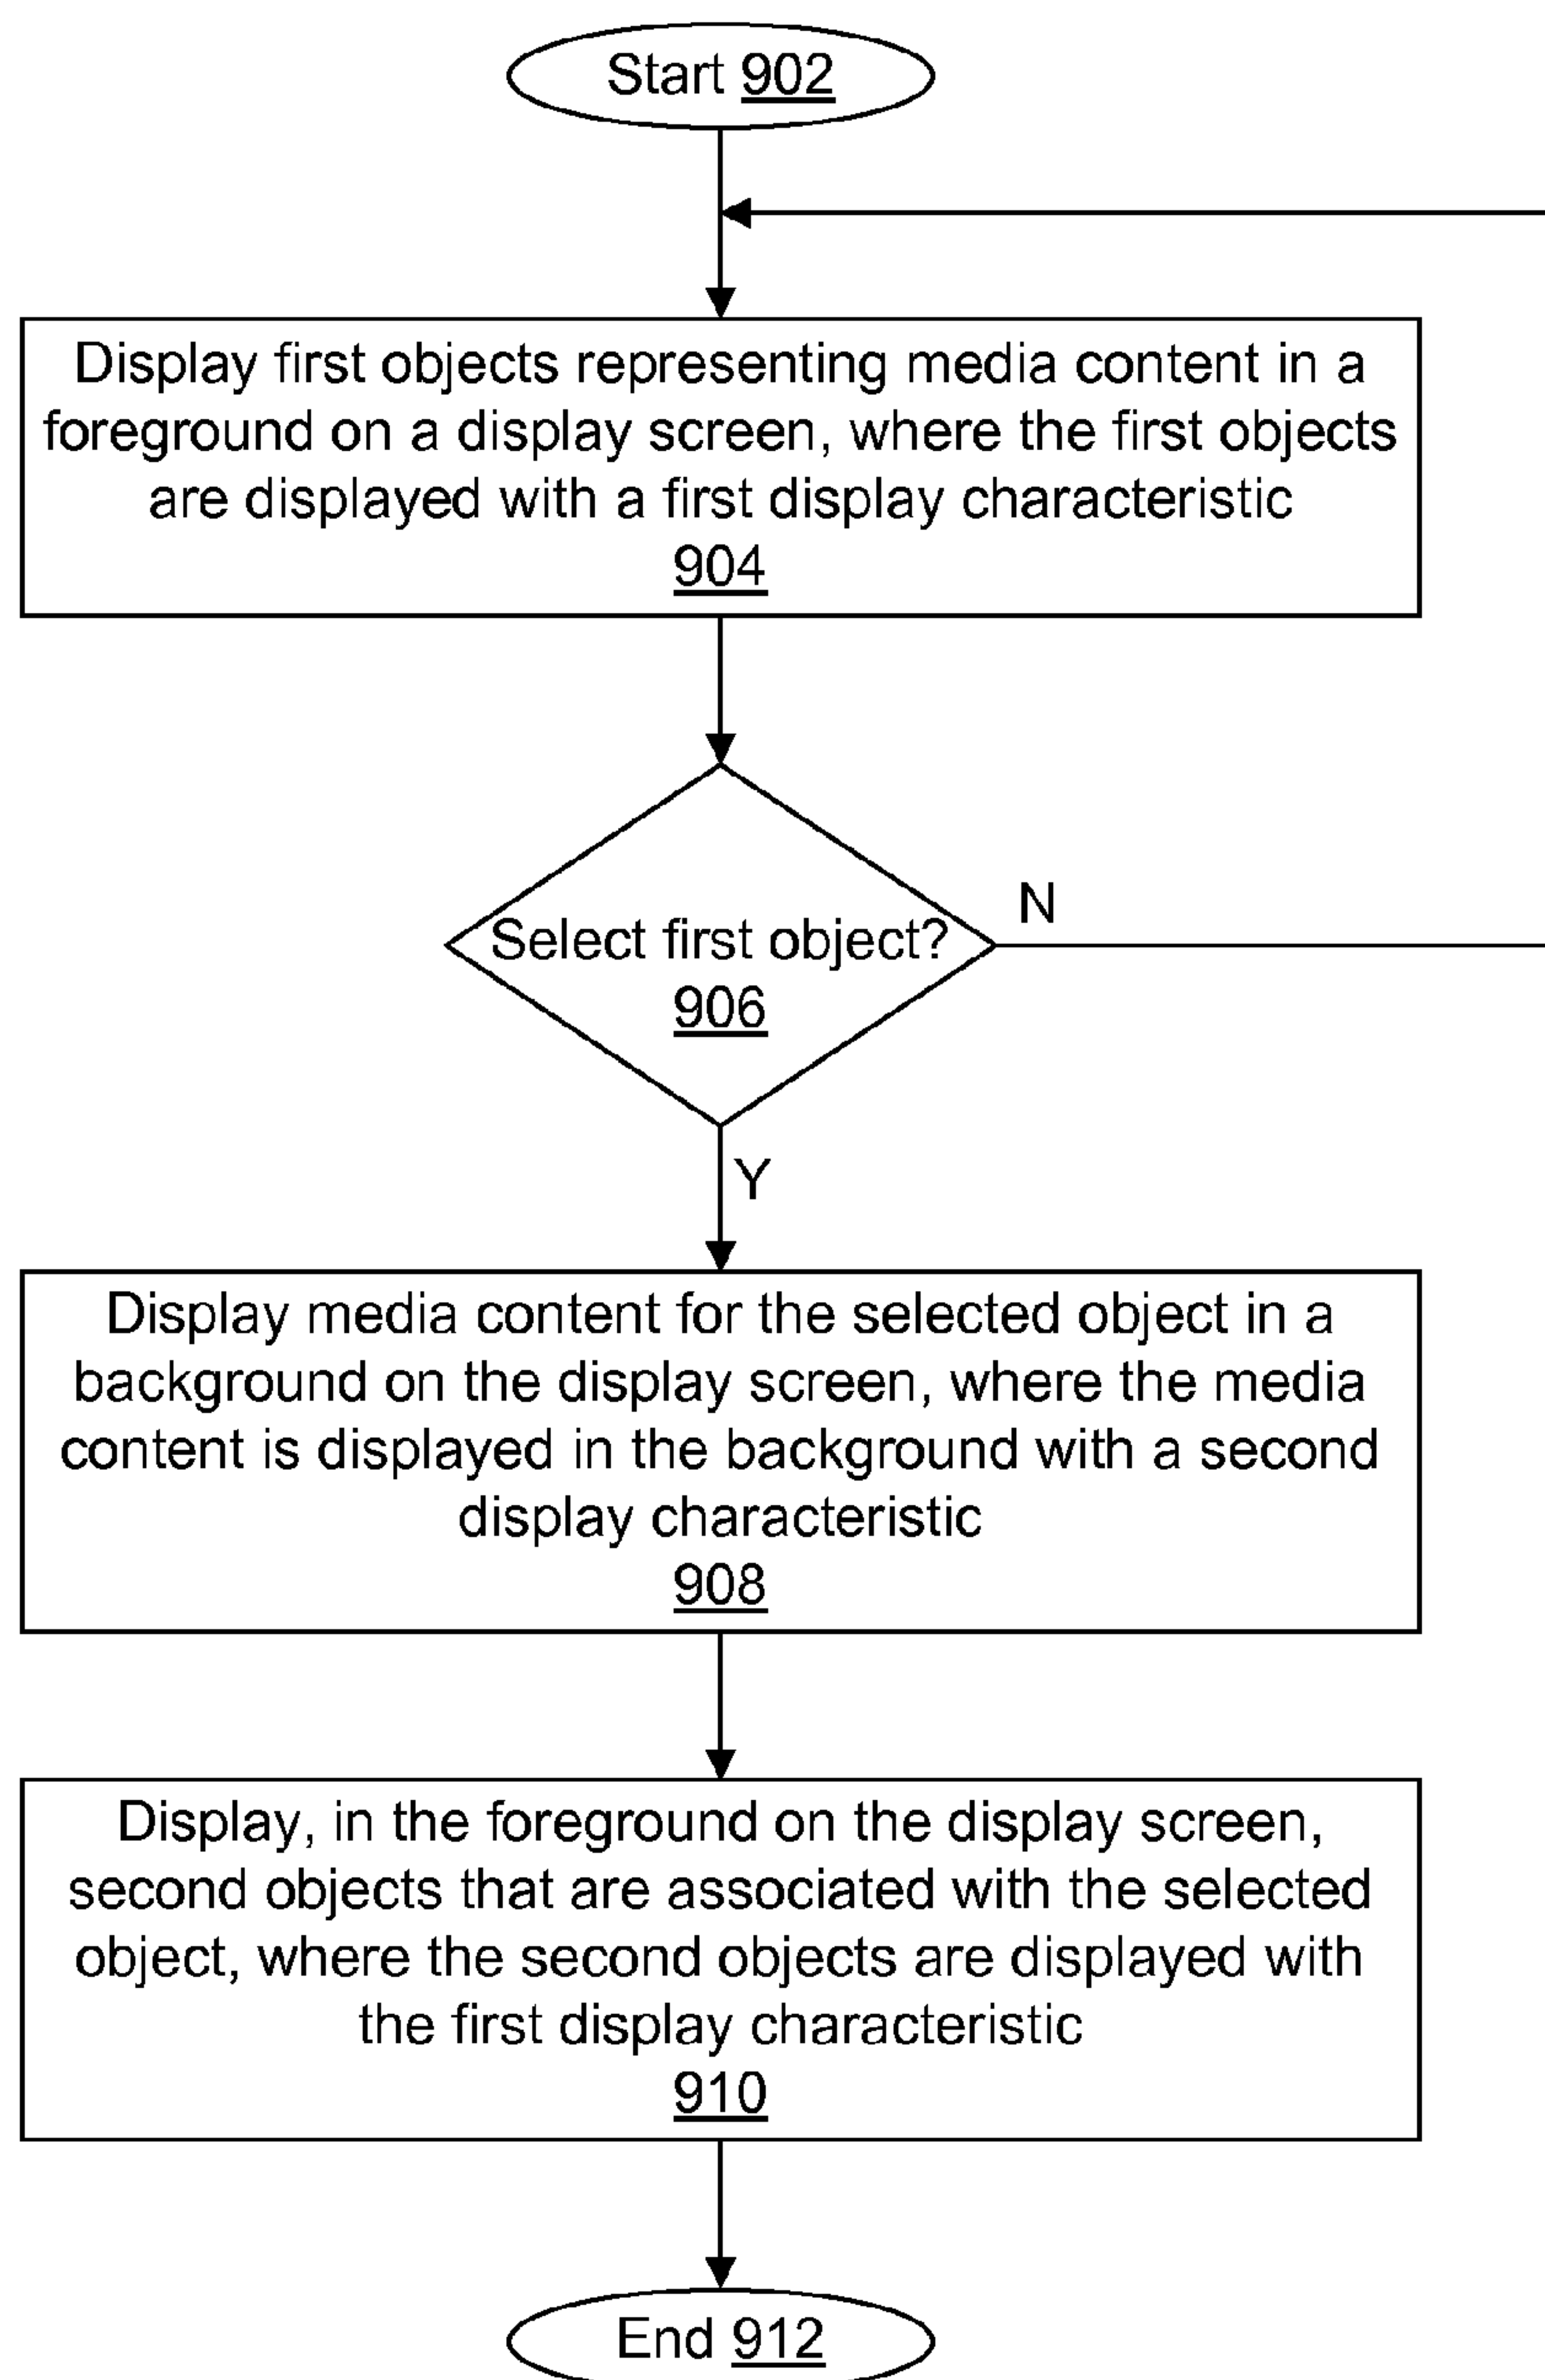 Start 902
Display first objects representing media content in a
foreground on a display screen, where the first objects
are displayed with a first display characteristic
904
Select first object?
906
N
Y
Display media content for the selected object in a
background on the display screen, where the media
content is displayed in the background with a second
display characteristic
908
Display, in the foreground on the display screen,
second objects that are associated with the selected
object, where the second objects are displayed with
the first display characteristic
910
End 912